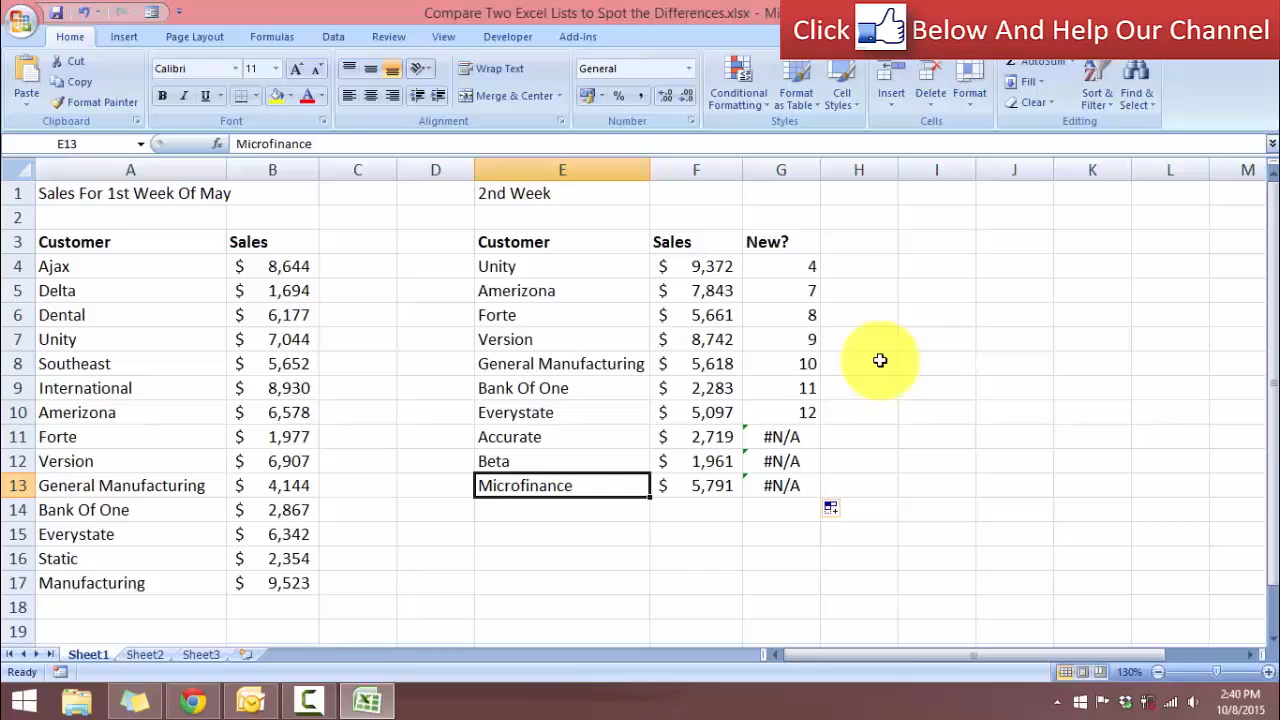 Compare Two Excel Lists to Spot the Differences.xlsx - Mi
Click Below And Help Our Channel
Home Insert Page Layout Formulas Data Review View Developer Add-Ins
Cut
Copy
Format Painter
Paste
Clipboard
Calibri 11
Font
Wrap Text
Merge & Center
Alignment
General
Number
Conditional Formatting
Format as Table
Cell Styles
Styles
Insert Delete Format
Cells
AutoSum
Fill
Clear
Sort & Filter
Find & Select
Editing
E13 fx Microfinance
A B C D E F G H I J K L M
1 Sales For 1st Week Of May 2nd Week
2
3 Customer Sales Customer Sales New?
4 Ajax $ 8,644 Unity $ 9,372 4
5 Delta $ 1,694 Amerizona $ 7,843 7
6 Dental $ 6,177 Forte $ 5,661 8
7 Unity $ 7,044 Version $ 8,742 9
8 Southeast $ 5,652 General Manufacturing $ 5,618 10
9 International $ 8,930 Bank Of One $ 2,283 11
10 Amerizona $ 6,578 Everystate $ 5,097 12
11 Forte $ 1,977 Accurate $ 2,719 #N/A
12 Version $ 6,907 Beta $ 1,961 #N/A
13 General Manufacturing $ 4,144 Microfinance $ 5,791 #N/A
14 Bank Of One $ 2,867
15 Everystate $ 6,342
16 Static $ 2,354
17 Manufacturing $ 9,523
18
19
Sheet1 Sheet2 Sheet3
Ready 130%
2:40 PM
10/8/2015